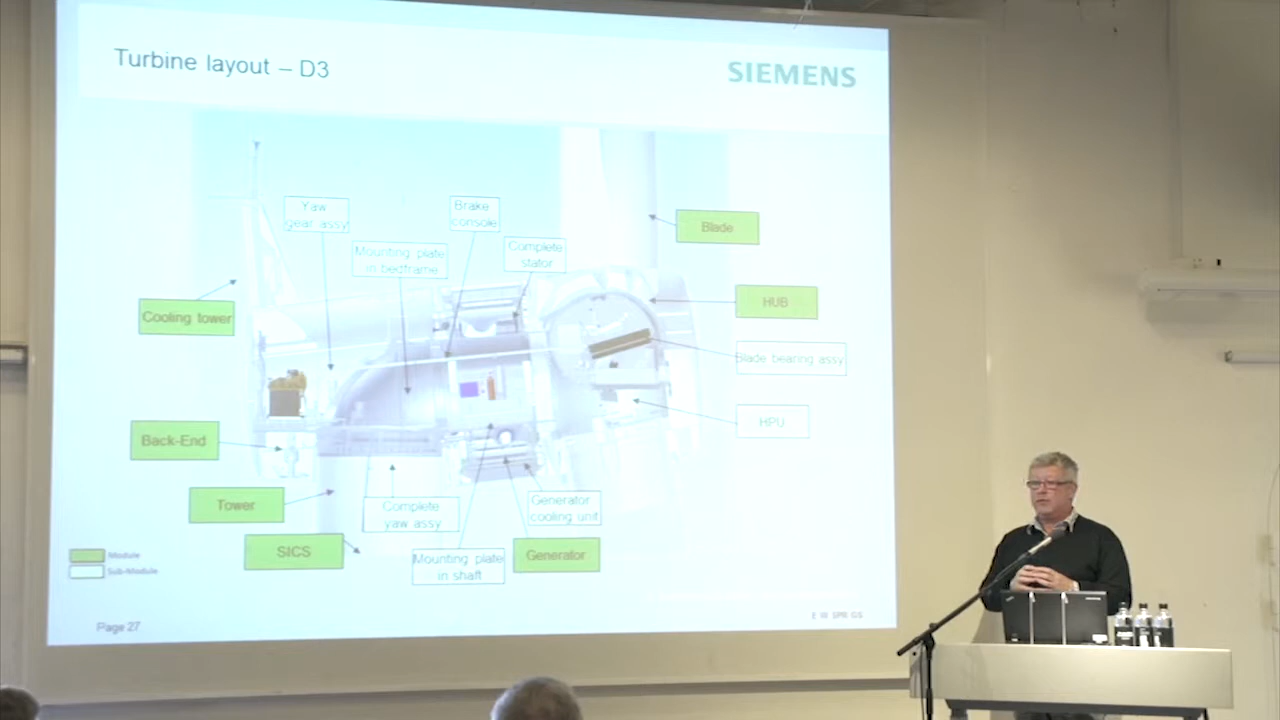 Turbine layout – D3
SIEMENS
Yaw
gear assy
Brake
console
Mounting plate
in bedframe
Complete
stator
Blade
Cooling tower
HUB
Blade bearing assy
HPU
Back-End
Tower
Complete
yaw assy
Generator
cooling unit
SICS
Mounting plate
in shaft
Generator
Module
Sub-Module
Page 27